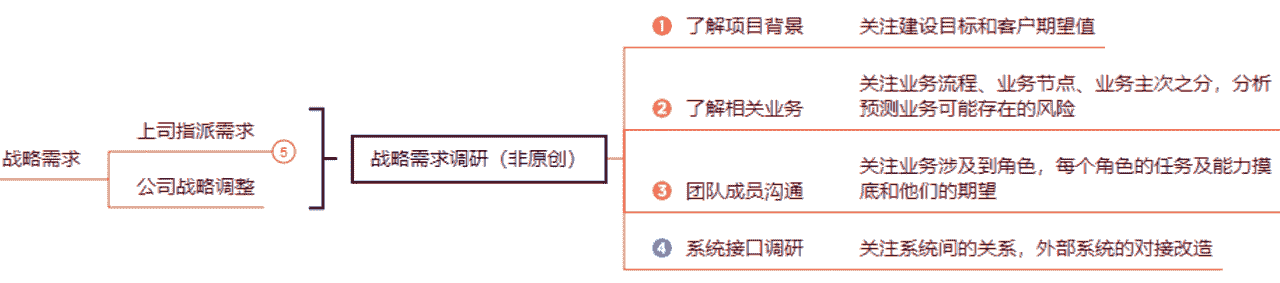 战略需求
上司指派需求
公司战略调整
5
战略需求调研（非原创）
1 了解项目背景 关注建设目标和客户期望值
2 了解相关业务 关注业务流程、业务节点、业务主次之分，分析
预测业务可能存在的风险
3 团队成员沟通 关注业务涉及到角色，每个角色的任务及能力摸
底和他们的期望
4 系统接口调研 关注系统间的关系，外部系统的对接改造